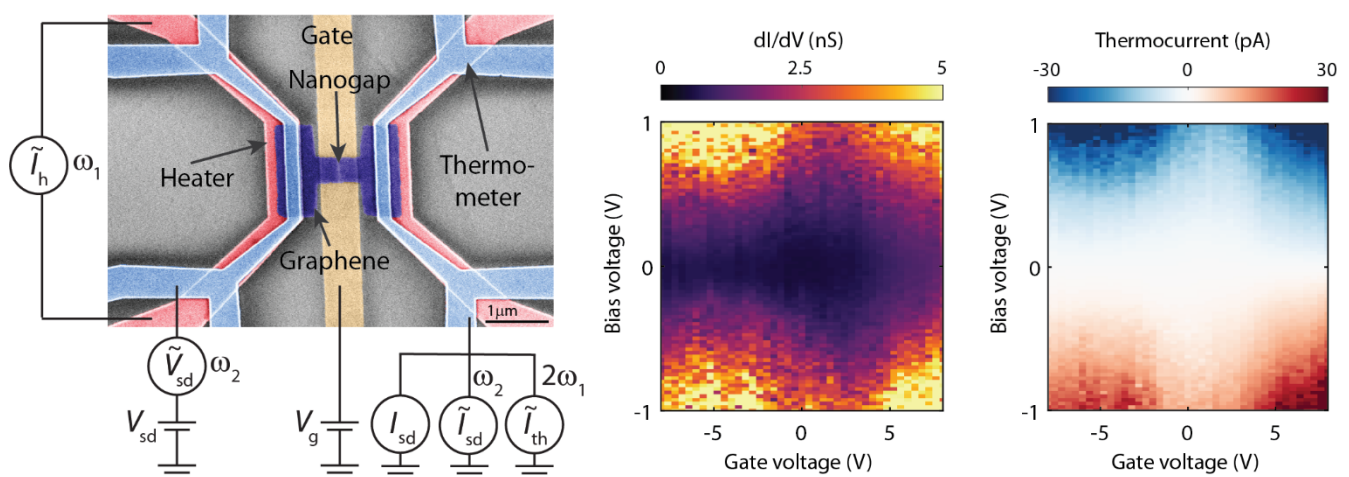 Gate
Nanogap
Heater
Thermo-
meter
Graphene
1μm
Ĩh ω1
Ṽsd ω2
Vsd
Vg
Isd
Ĩsd ω2
Ĩth 2ω1
dI/dV (nS)
0 2.5 5
Bias voltage (V)
1
0
-1
-5 0 5
Gate voltage (V)
Thermocurrent (pA)
-30 0 30
Bias voltage (V)
1
0
-1
-5 0 5
Gate voltage (V)